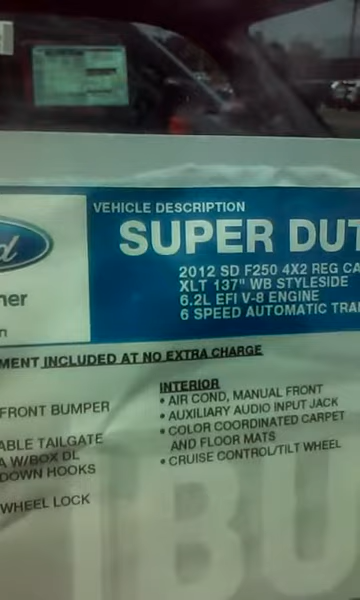 VEHICLE DESCRIPTION
SUPER DUT
2012 SD F250 4X2 REG CA
XLT 137" WB STYLESIDE
6.2L EFI V-8 ENGINE
6 SPEED AUTOMATIC TRA
d
ner
n
MENT INCLUDED AT NO EXTRA CHARGE
FRONT BUMPER
ABLE TAILGATE
A W/BOX DL
DOWN HOOKS
WHEEL LOCK
INTERIOR
• AIR COND, MANUAL FRONT
• AUXILIARY AUDIO INPUT JACK
• COLOR COORDINATED CARPET
AND FLOOR MATS
• CRUISE CONTROL/TILT WHEEL
BU